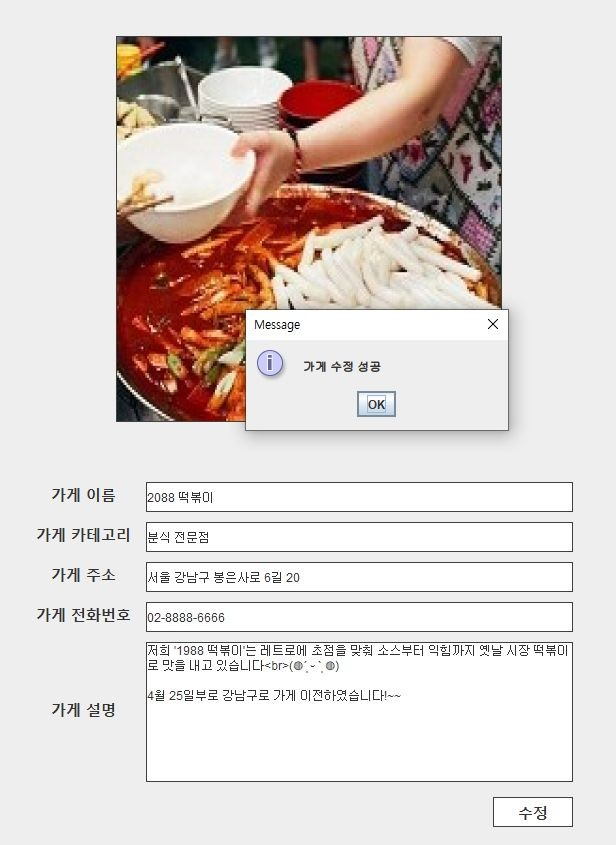 Message
가게 수정 성공
OK
가게 이름
2088 떡볶이
가게 카테고리
분식 전문점
가게 주소
서울 강남구 봉은사로 6길 20
가게 전화번호
02-8888-6666
가게 설명
저희 '1988 떡볶이'는 레트로에 초점을 맞춰 소스부터 익힘까지 옛날 시장 떡볶이
로 맛을 내고 있습니다<br>(◍´͈ᵕ`͈◍)
4월 25일부로 강남구로 가게 이전하였습니다!~~
수정